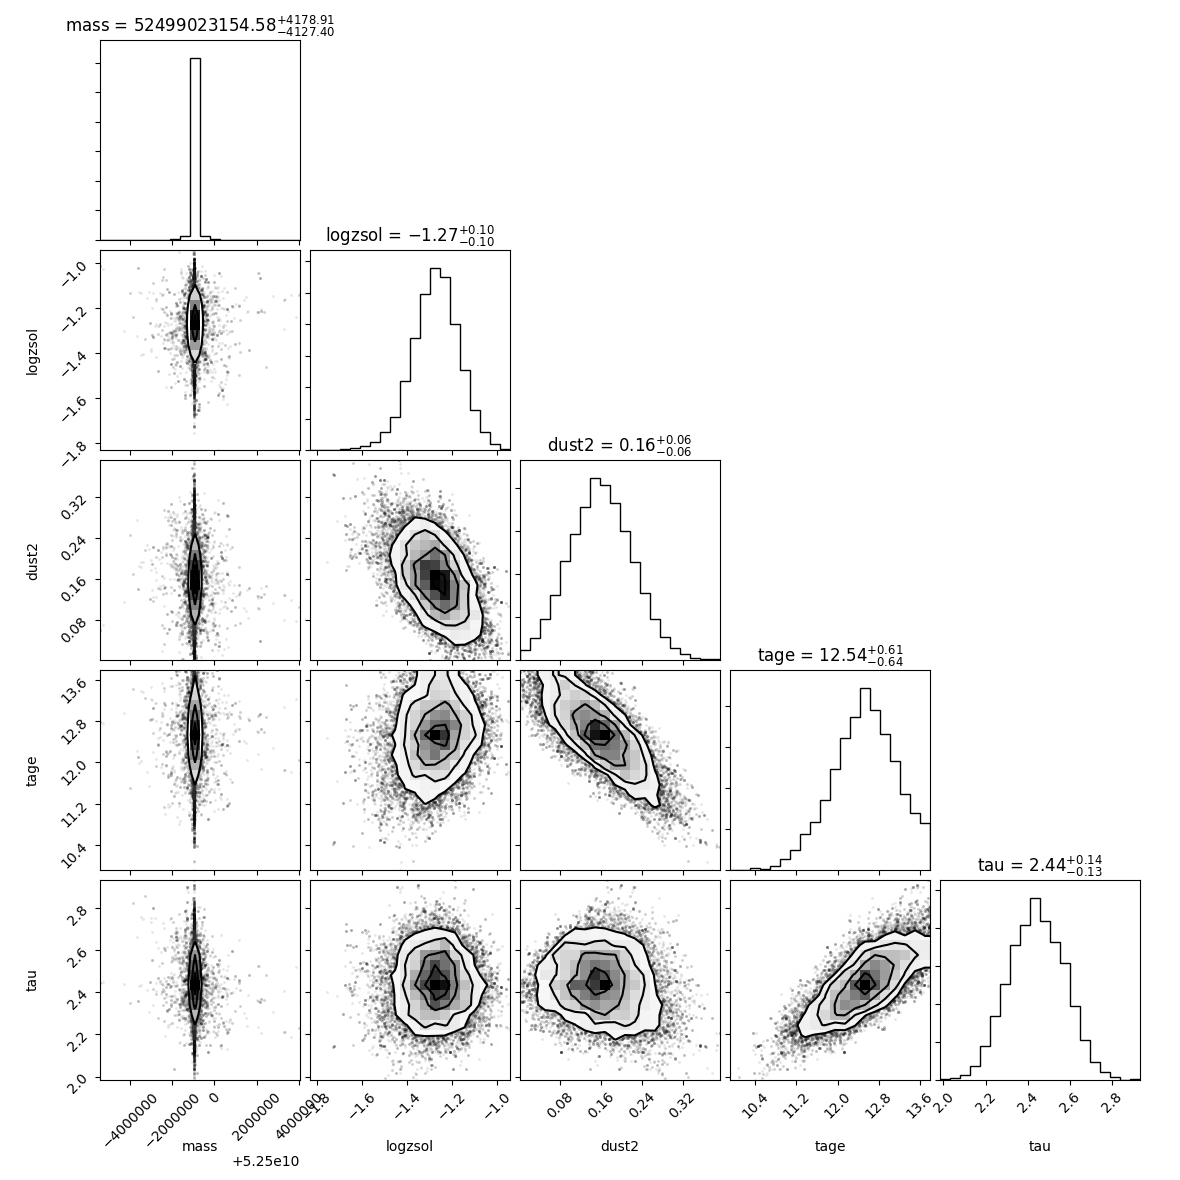 mass = 52499023154.58+4178.91−4127.40
logzsol = −1.27+0.10−0.10
−1.0
−1.2
−1.4
−1.6
−1.8
logzsol
dust2 = 0.16+0.06−0.06
0.32
0.24
0.16
0.08
dust2
tage = 12.54+0.61−0.64
13.6
12.8
12.0
11.2
10.4
tage
tau = 2.44+0.14−0.13
2.8
2.6
2.4
2.2
2.0
tau
−4000000 −2000000 0 2000000 4000000
−1.8 −1.6 −1.4 −1.2 −1.0
0.08 0.16 0.24 0.32
10.4 11.2 12.0 12.8 13.6
2.0 2.2 2.4 2.6 2.8
mass logzsol dust2 tage tau
+5.25e10